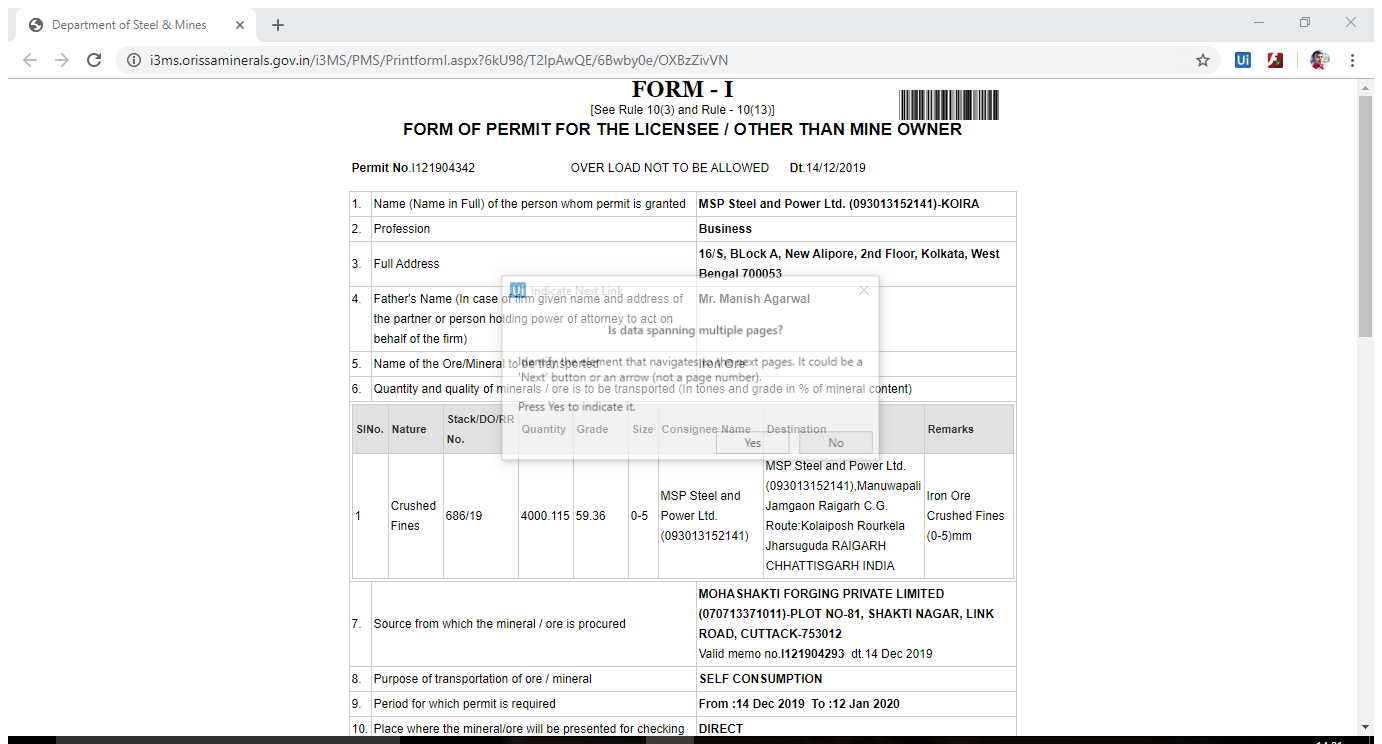 Department of Steel & Mines
i3ms.orissaminerals.gov.in/i3MS/PMS/PrintformI.aspx?6kU98/T2IpAwQE/6Bwby0e/OXBzZivVN
Ui
FORM - I
[See Rule 10(3) and Rule - 10(13)]
FORM OF PERMIT FOR THE LICENSEE / OTHER THAN MINE OWNER
Permit No.I121904342 OVER LOAD NOT TO BE ALLOWED Dt.14/12/2019
1. Name (Name in Full) of the person whom permit is granted MSP Steel and Power Ltd. (093013152141)-KOIRA
2. Profession Business
3. Full Address 16/S, BLock A, New Alipore, 2nd Floor, Kolkata, West
Bengal 700053
Ui Indicate Next Link
4. Father's Name (In case of firm given name and address of Mr. Manish Agarwal
the partner or person holding power of attorney to act on
behalf of the firm)
Is data spanning multiple pages?
Identify the element that navigates to the next pages. It could be a
'Next' button or an arrow (not a page number).
Press Yes to indicate it.
Yes No
5. Name of the Ore/Mineral to be transported Iron Ore
6. Quantity and quality of minerals / ore is to be transported (In tones and grade in % of mineral content)
SlNo. Nature Stack/DO/RR No. Quantity Grade Size Consignee Name Destination Remarks
1 Crushed Fines 686/19 4000.115 59.36 0-5 MSP Steel and Power Ltd. (093013152141)
MSP Steel and Power Ltd.
(093013152141),Manuwapali
Jamgaon Raigarh C.G.
Route:Kolaiposh Rourkela
Jharsuguda RAIGARH
CHHATTISGARH INDIA
Iron Ore
Crushed Fines
(0-5)mm
7. Source from which the mineral / ore is procured MOHASHAKTI FORGING PRIVATE LIMITED
(070713371011)-PLOT NO-81, SHAKTI NAGAR, LINK
ROAD, CUTTACK-753012
Valid memo no.I121904293 dt.14 Dec 2019
8. Purpose of transportation of ore / mineral SELF CONSUMPTION
9. Period for which permit is required From :14 Dec 2019 To :12 Jan 2020
10. Place where the mineral/ore will be presented for checking DIRECT